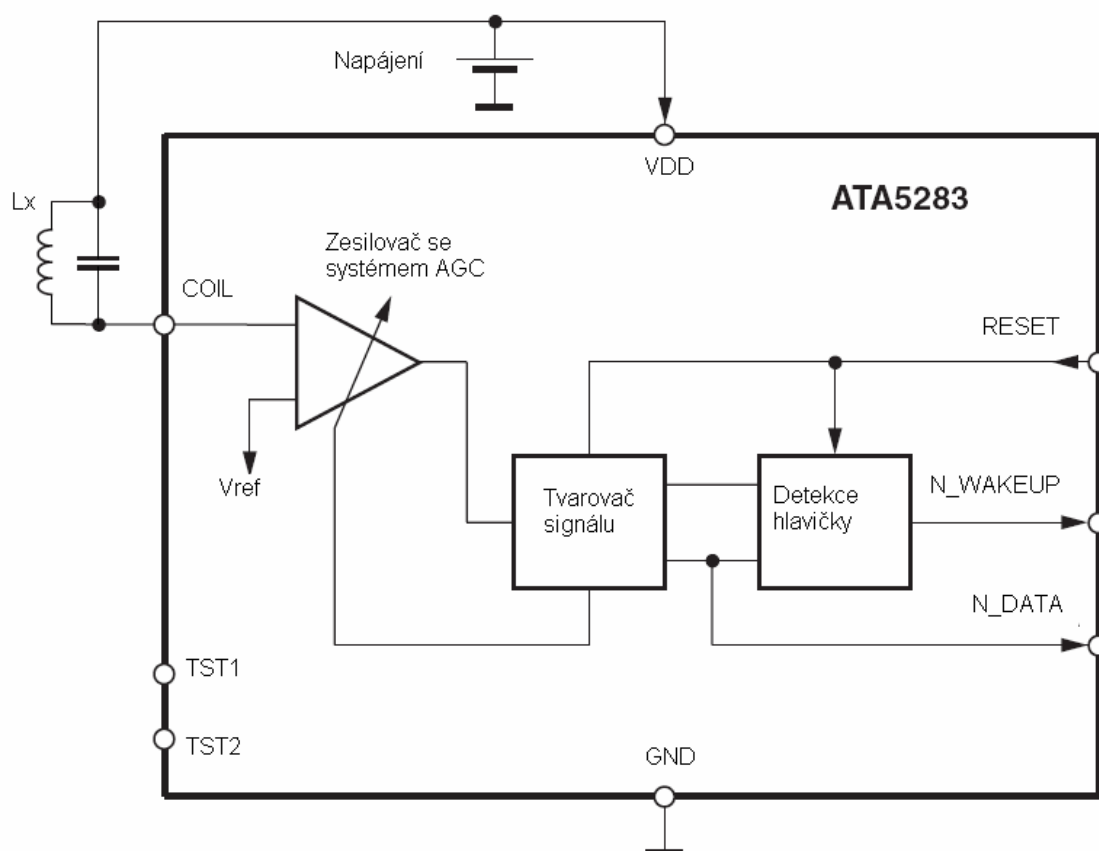 Napájení
VDD
ATA5283
Lx
Zesilovač se
systémem AGC
COIL
RESET
Vref
Tvarovač
signálu
Detekce
hlavičky
N_WAKEUP
N_DATA
TST1
TST2
GND